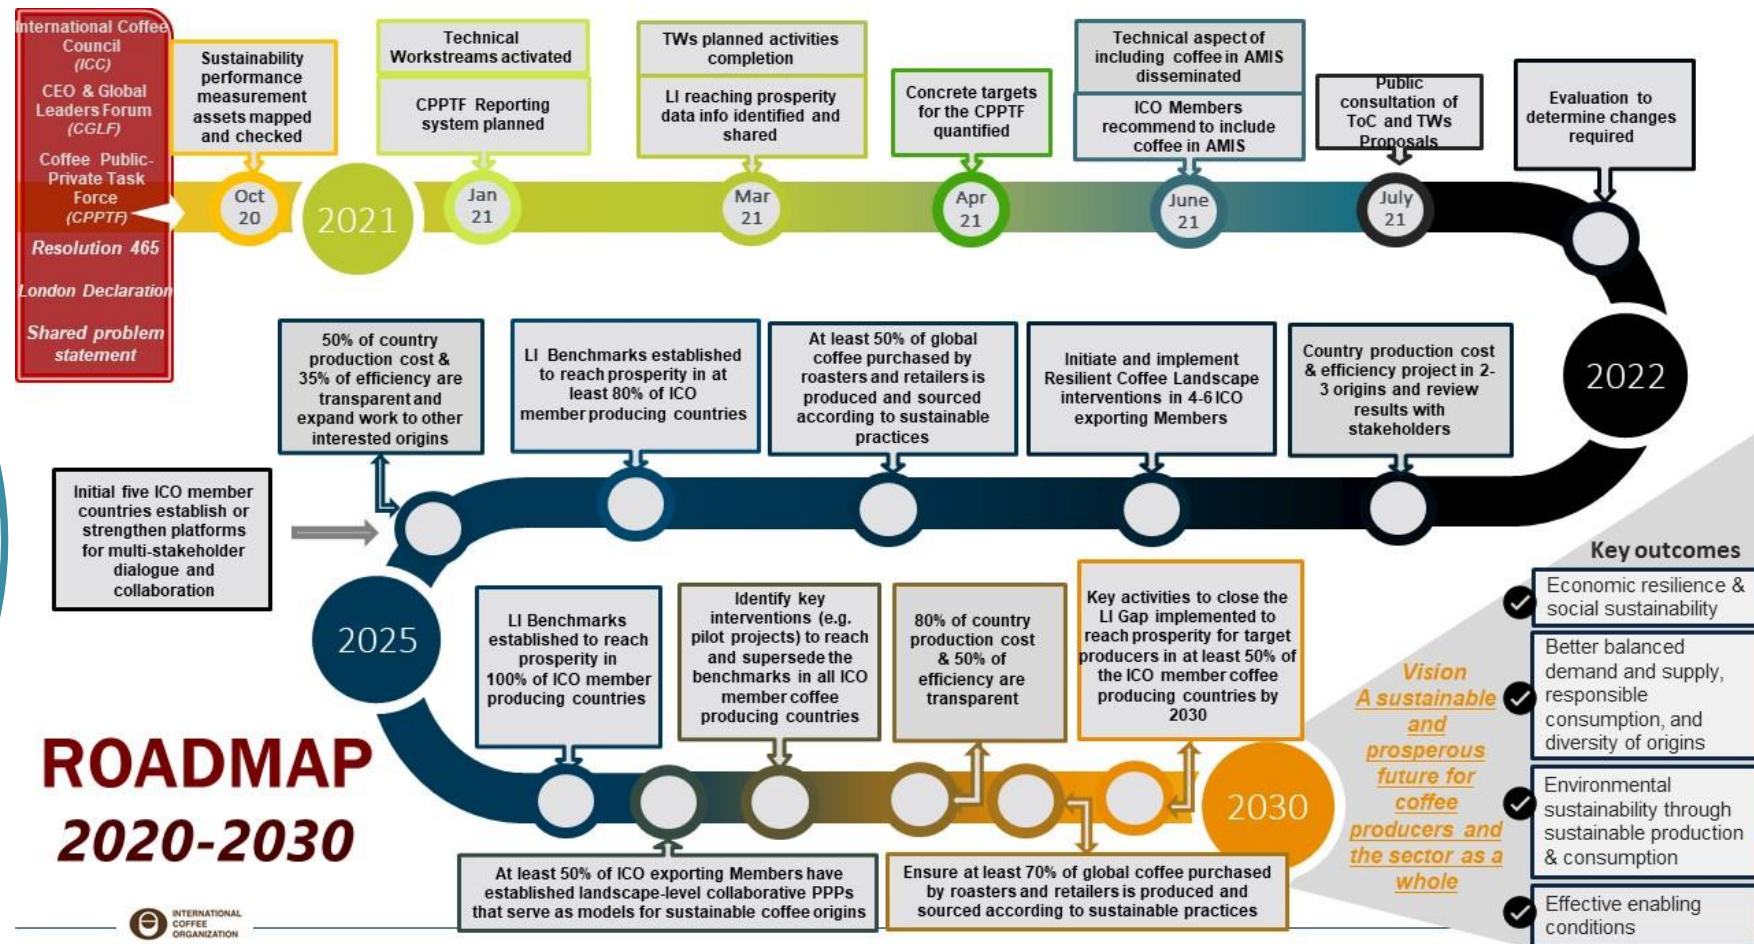 International Coffee
Council
(ICC)
CEO & Global
Leaders Forum
(CGLF)
Coffee Public-
Private Task
Force
(CPPTF)
Resolution 465
London Declaration
Shared problem
statement
Sustainability
performance
measurement
assets mapped
and checked
Oct
20
2021
Technical
Workstreams activated
CPPTF Reporting
system planned
Jan
21
TWs planned activities
completion
LI reaching prosperity
data info identified and
shared
Mar
21
Concrete targets
for the CPPTF
quantified
Apr
21
Technical aspect of
including coffee in AMIS
disseminated
ICO Members
recommend to include
coffee in AMIS
June
21
Public
consultation of
ToC and TWs
Proposals
July
21
Evaluation to
determine changes
required
2022
Country production cost
& efficiency project in 2-
3 origins and review
results with
stakeholders
Initiate and implement
Resilient Coffee Landscape
interventions in 4-6 ICO
exporting Members
At least 50% of global
coffee purchased by
roasters and retailers is
produced and sourced
according to sustainable
practices
LI Benchmarks established
to reach prosperity in at
least 80% of ICO
member producing countries
50% of country
production cost &
35% of efficiency are
transparent and
expand work to other
interested origins
Initial five ICO member
countries establish or
strengthen platforms
for multi-stakeholder
dialogue and
collaboration
2025
LI Benchmarks
established to reach
prosperity in
100% of ICO member
producing countries
At least 50% of ICO exporting Members have
established landscape-level collaborative PPPs
that serve as models for sustainable coffee origins
Identify key
interventions (e.g.
pilot projects) to reach
and supersede the
benchmarks in all ICO
member coffee
producing countries
80% of country
production cost
& 50% of
efficiency are
transparent
Ensure at least 70% of global coffee purchased
by roasters and retailers is produced and
sourced according to sustainable practices
Key activities to close the
LI Gap implemented to
reach prosperity for target
producers in at least 50% of
the ICO member coffee
producing countries by
2030
2030
Vision
A sustainable
and
prosperous
future for
coffee
producers and
the sector as a
whole
Key outcomes
Economic resilience &
social sustainability
Better balanced
demand and supply,
responsible
consumption, and
diversity of origins
Environmental
sustainability through
sustainable production
& consumption
Effective enabling
conditions
ROADMAP
2020-2030
INTERNATIONAL
COFFEE
ORGANIZATION